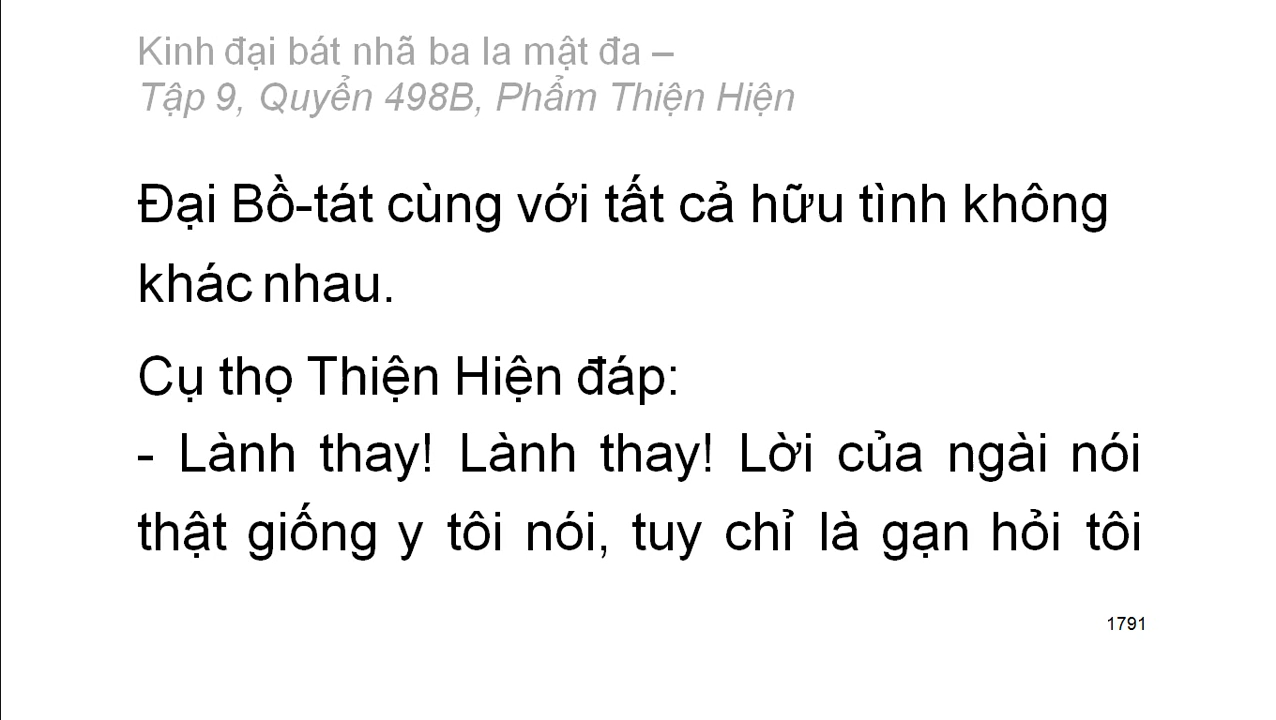 Kinh đại bát nhã ba la mật đa –
Tập 9, Quyển 498B, Phẩm Thiện Hiện
Đại Bồ-tát cùng với tất cả hữu tình không
khác nhau.
Cụ thọ Thiện Hiện đáp:
- Lành thay! Lành thay! Lời của ngài nói
thật giống y tôi nói, tuy chỉ là gạn hỏi tôi
1791